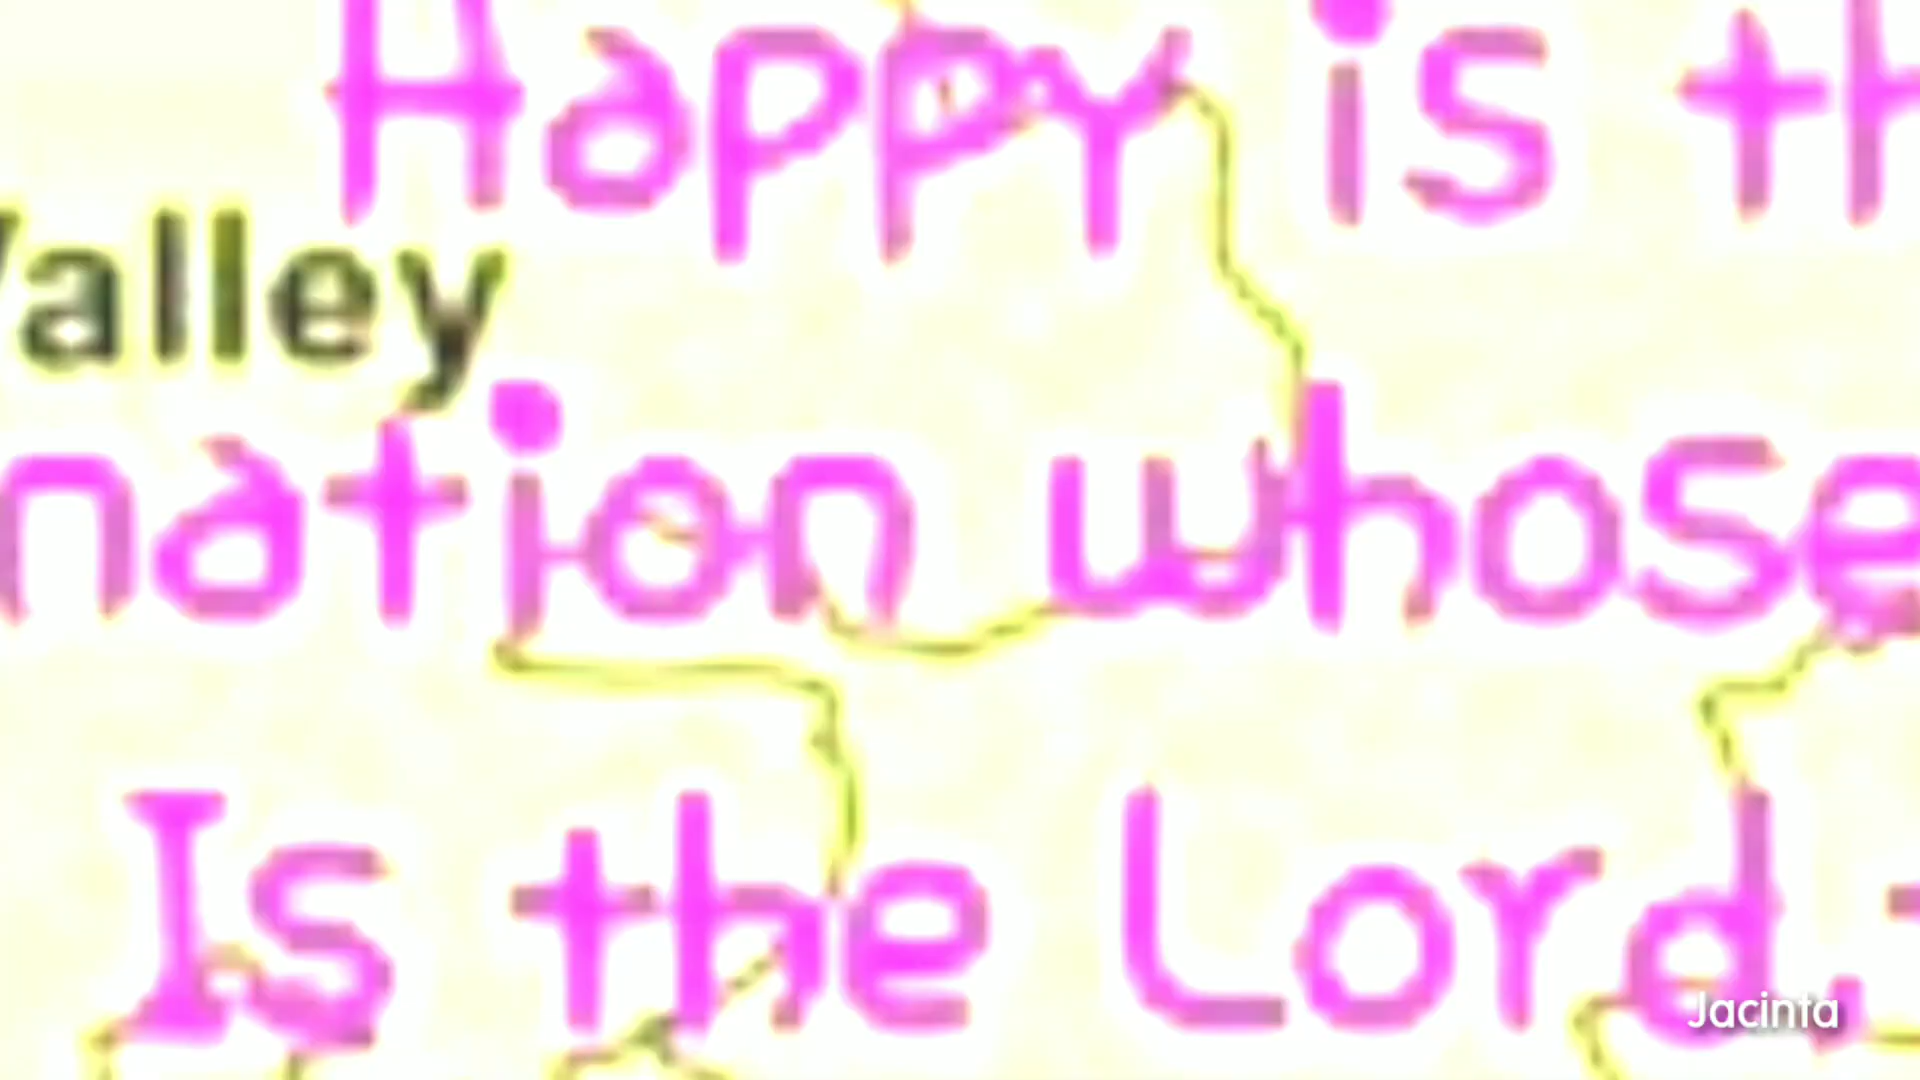 Happy is th
Valley
nation whose
Is the Lord,
Jacinta